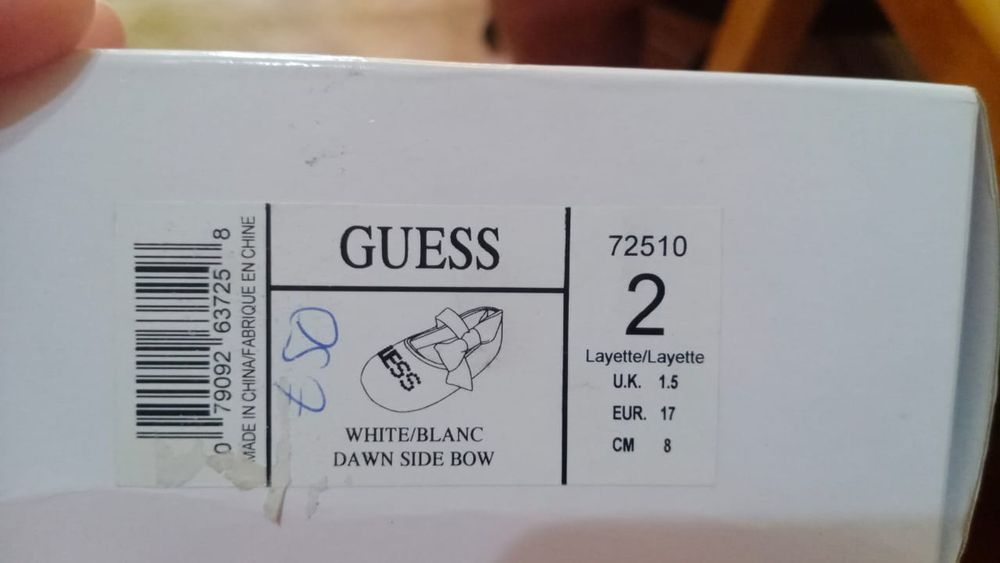 0 79092 63725 8
MADE IN CHINA/FABRIQUE EN CHINE
GUESS
ESS
WHITE/BLANC
DAWN SIDE BOW
72510
2
Layette/Layette
U.K. 1.5
EUR. 17
CM 8